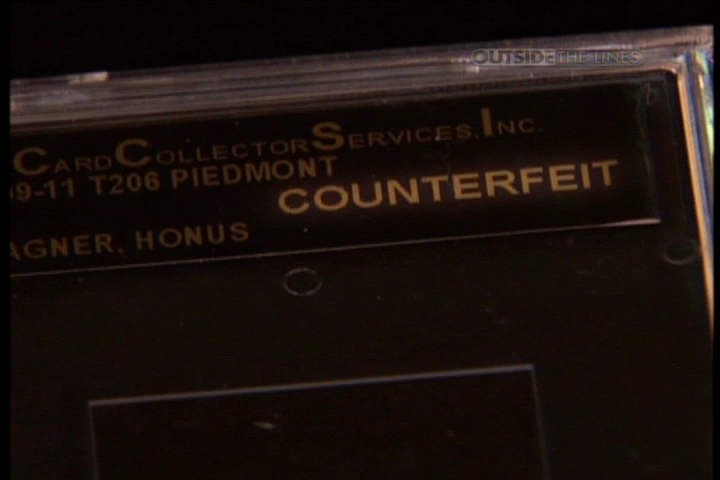 OUTSIDE THE LINES
CARD COLLECTOR SERVICES, INC.
09-11 T206 PIEDMONT
COUNTERFEIT
AGNER, HONUS